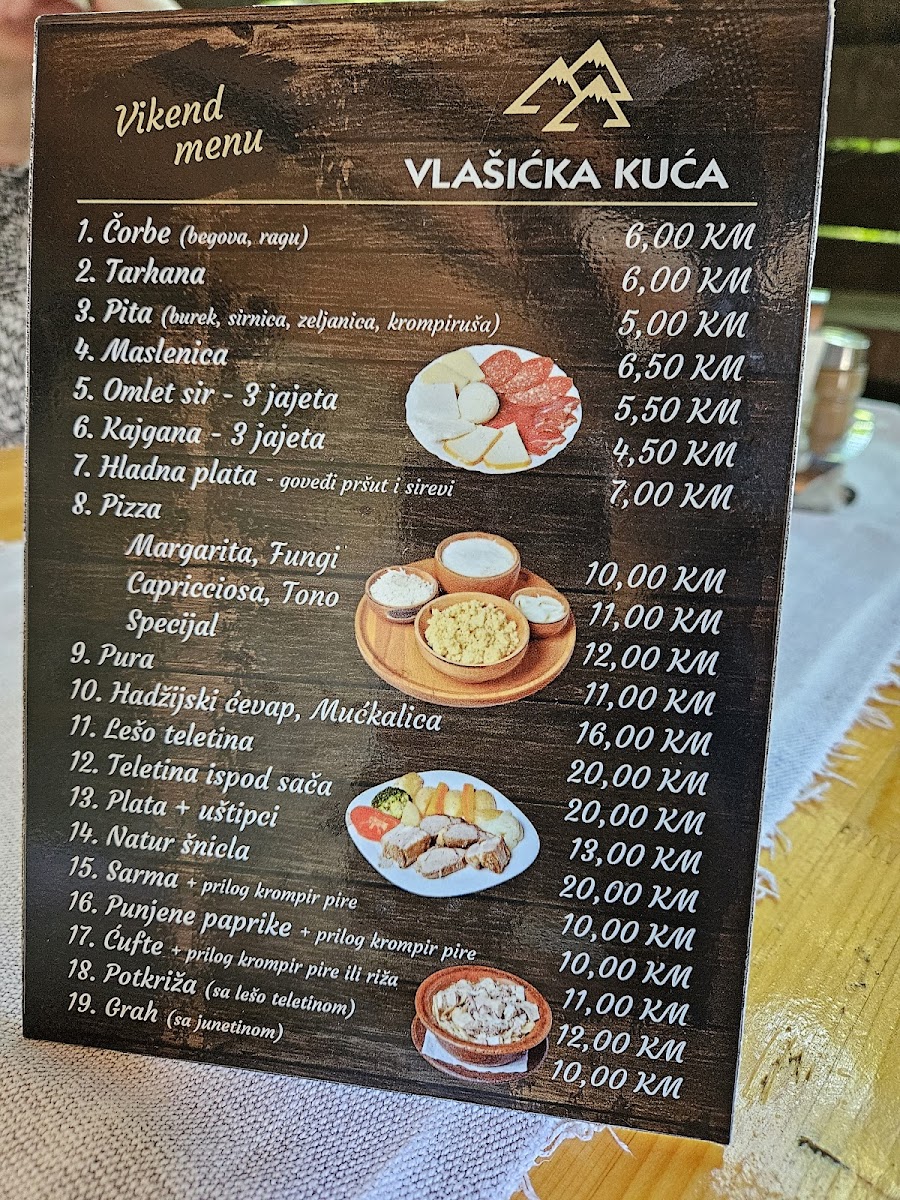 Vikend
menu
VLAŠIĆKA KUĆA
1. Čorbe (begova, ragu) 6,00 KM
2. Tarhana 6,00 KM
3. Pita (burek, sirnica, zeljanica, krompiruša) 5,00 KM
4. Maslenica 6,50 KM
5. Omlet sir - 3 jajeta 5,50 KM
6. Kajgana - 3 jajeta 4,50 KM
7. Hladna plata - goveđi pršut i sirevi 7,00 KM
8. Pizza
Margarita, Fungi 10,00 KM
Capricciosa, Tono 11,00 KM
Specijal 12,00 KM
9. Pura 11,00 KM
10. Hadžijski ćevap, Mućkalica 16,00 KM
11. Lešo teletina 20,00 KM
12. Teletina ispod sača 20,00 KM
13. Plata + uštipci 13,00 KM
14. Natur šnicla 20,00 KM
15. Sarma + prilog krompir pire 10,00 KM
16. Punjene paprike + prilog krompir pire 10,00 KM
17. Ćufte + prilog krompir pire ili riža 11,00 KM
18. Potkriža (sa lešo teletinom) 12,00 KM
19. Grah (sa junetinom) 10,00 KM